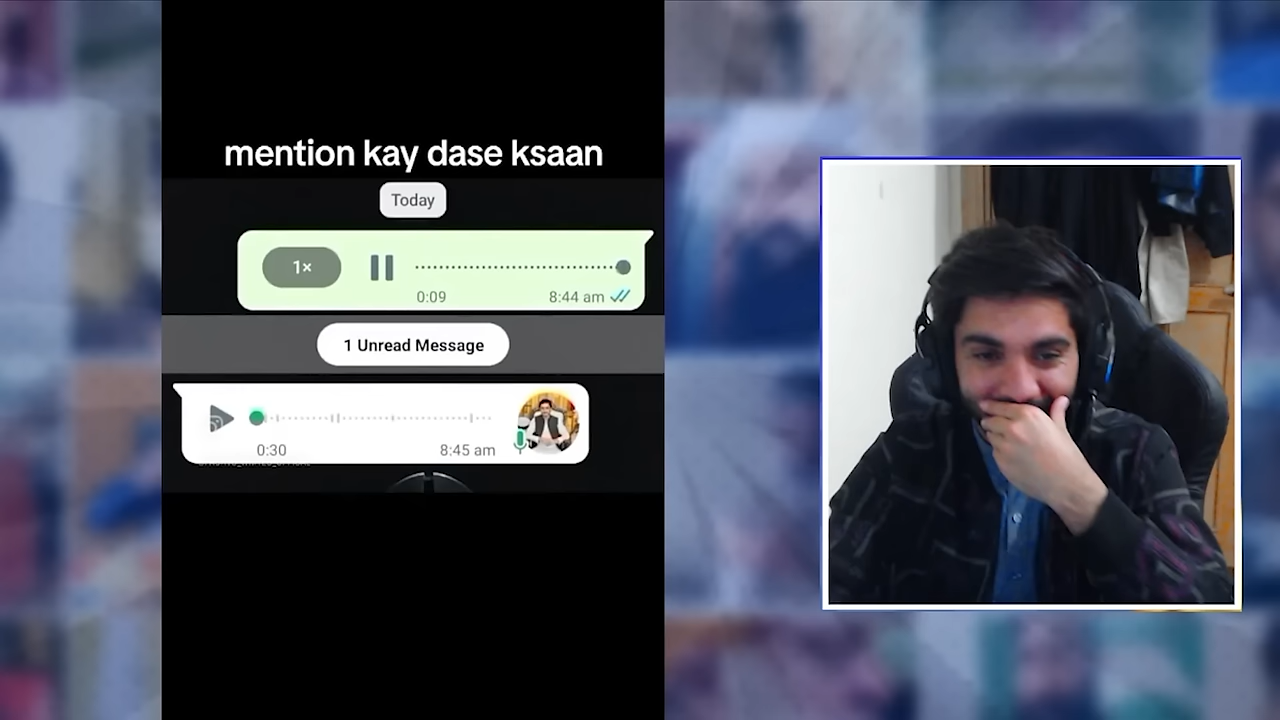 mention kay dase ksaan
Today
1×
0:09
8:44 am
1 Unread Message
0:30
8:45 am